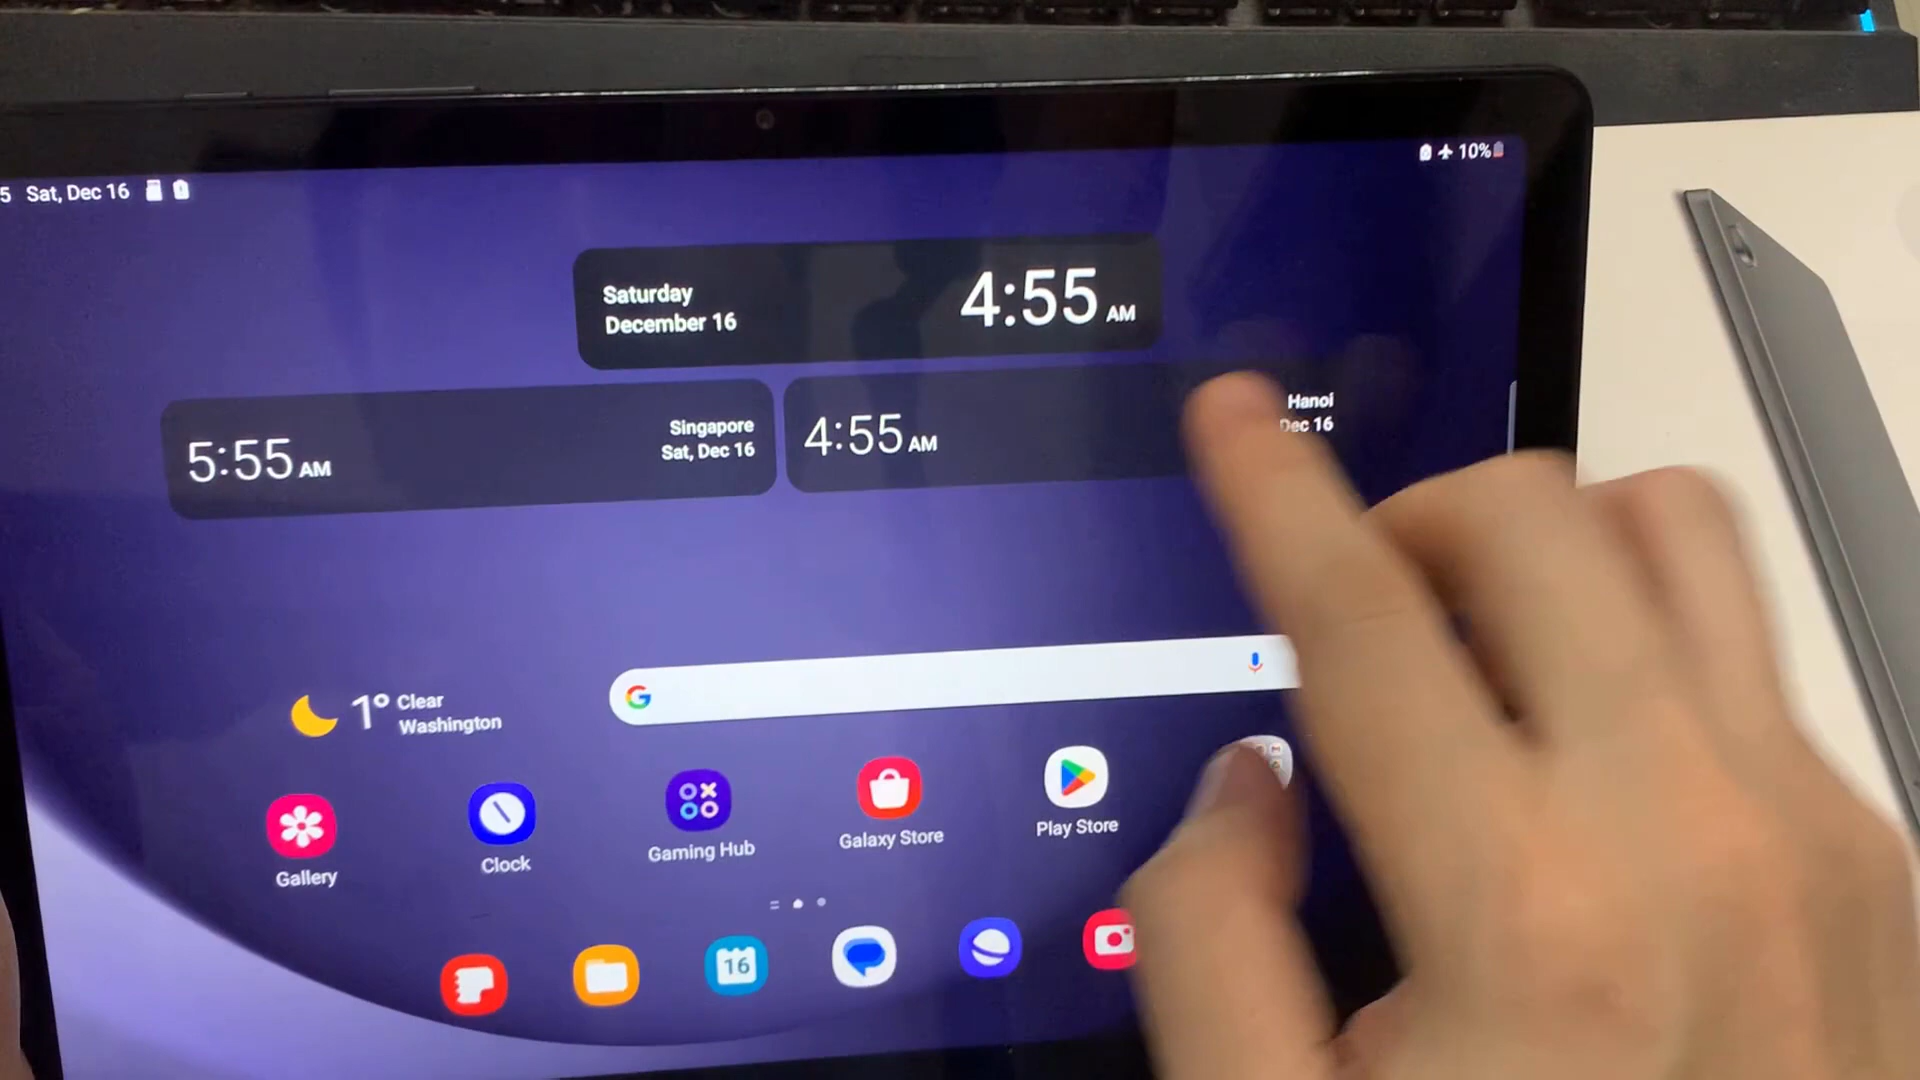 5 Sat, Dec 16
10%
Saturday
December 16
4:55 AM
5:55 AM
Singapore
Sat, Dec 16
4:55 AM
Hanoi
Dec 16
1° Clear
Washington
G
Gallery
Clock
Gaming Hub
Galaxy Store
Play Store
16